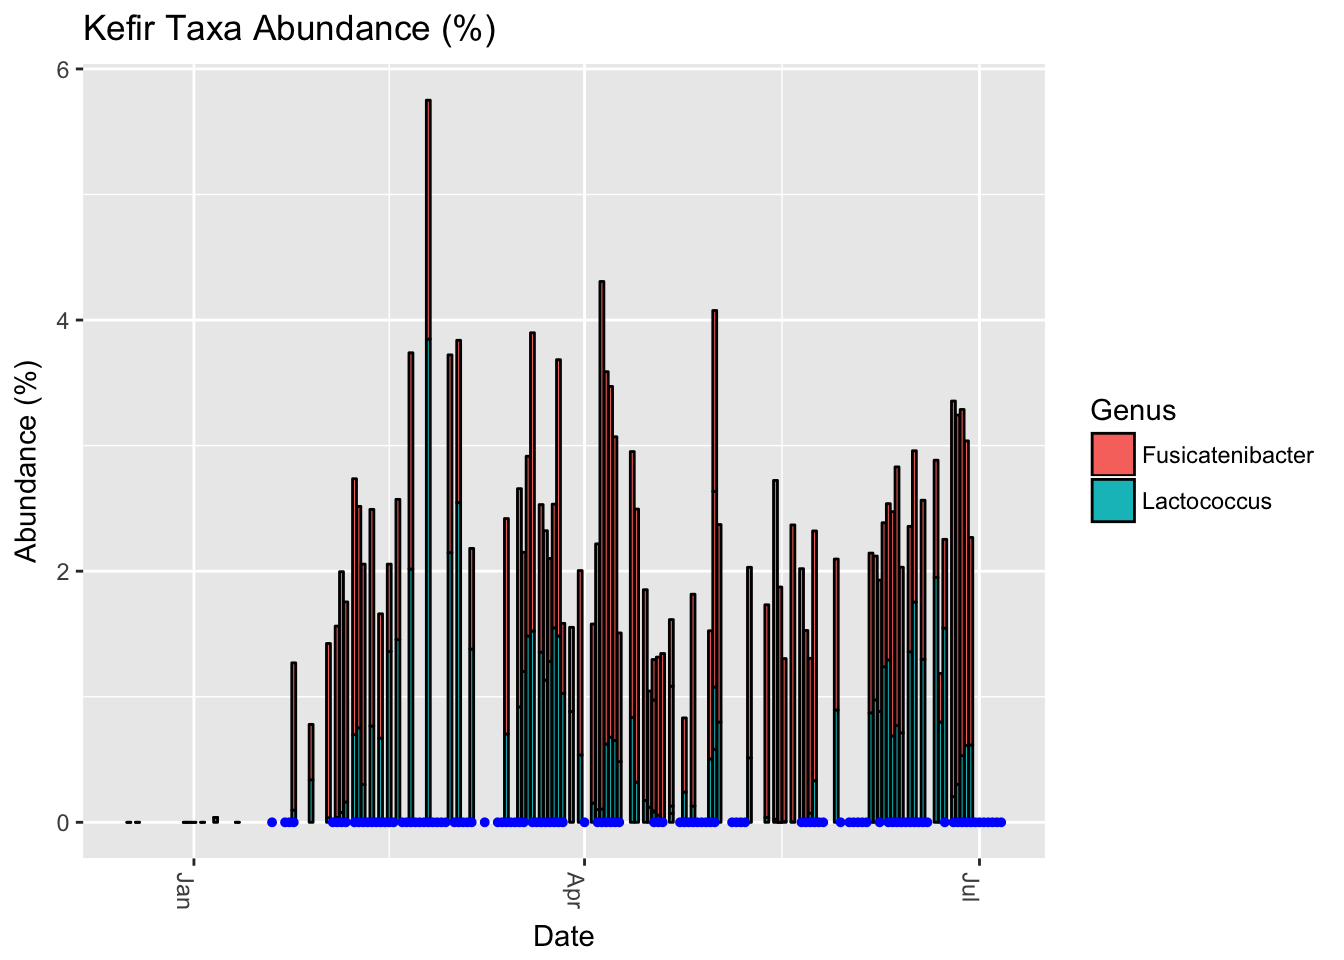 Kefir Taxa Abundance (%)
6
4
2
0
Abundance (%)
Jan
Apr
Jul
Date
Genus
Fusicatenibacter
Lactococcus